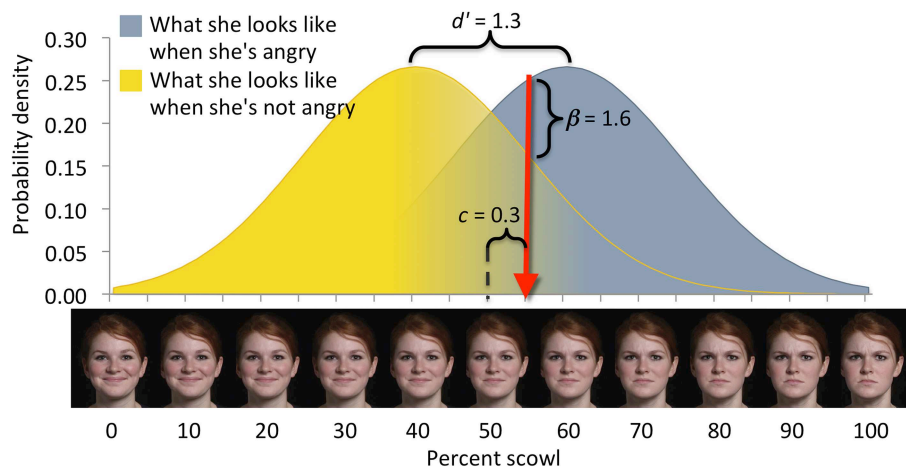 What she looks like
when she's angry
What she looks like
when she's not angry
d' = 1.3
β = 1.6
c = 0.3
Probability density
0.30
0.25
0.20
0.15
0.10
0.05
0.00
0 10 20 30 40 50 60 70 80 90 100
Percent scowl